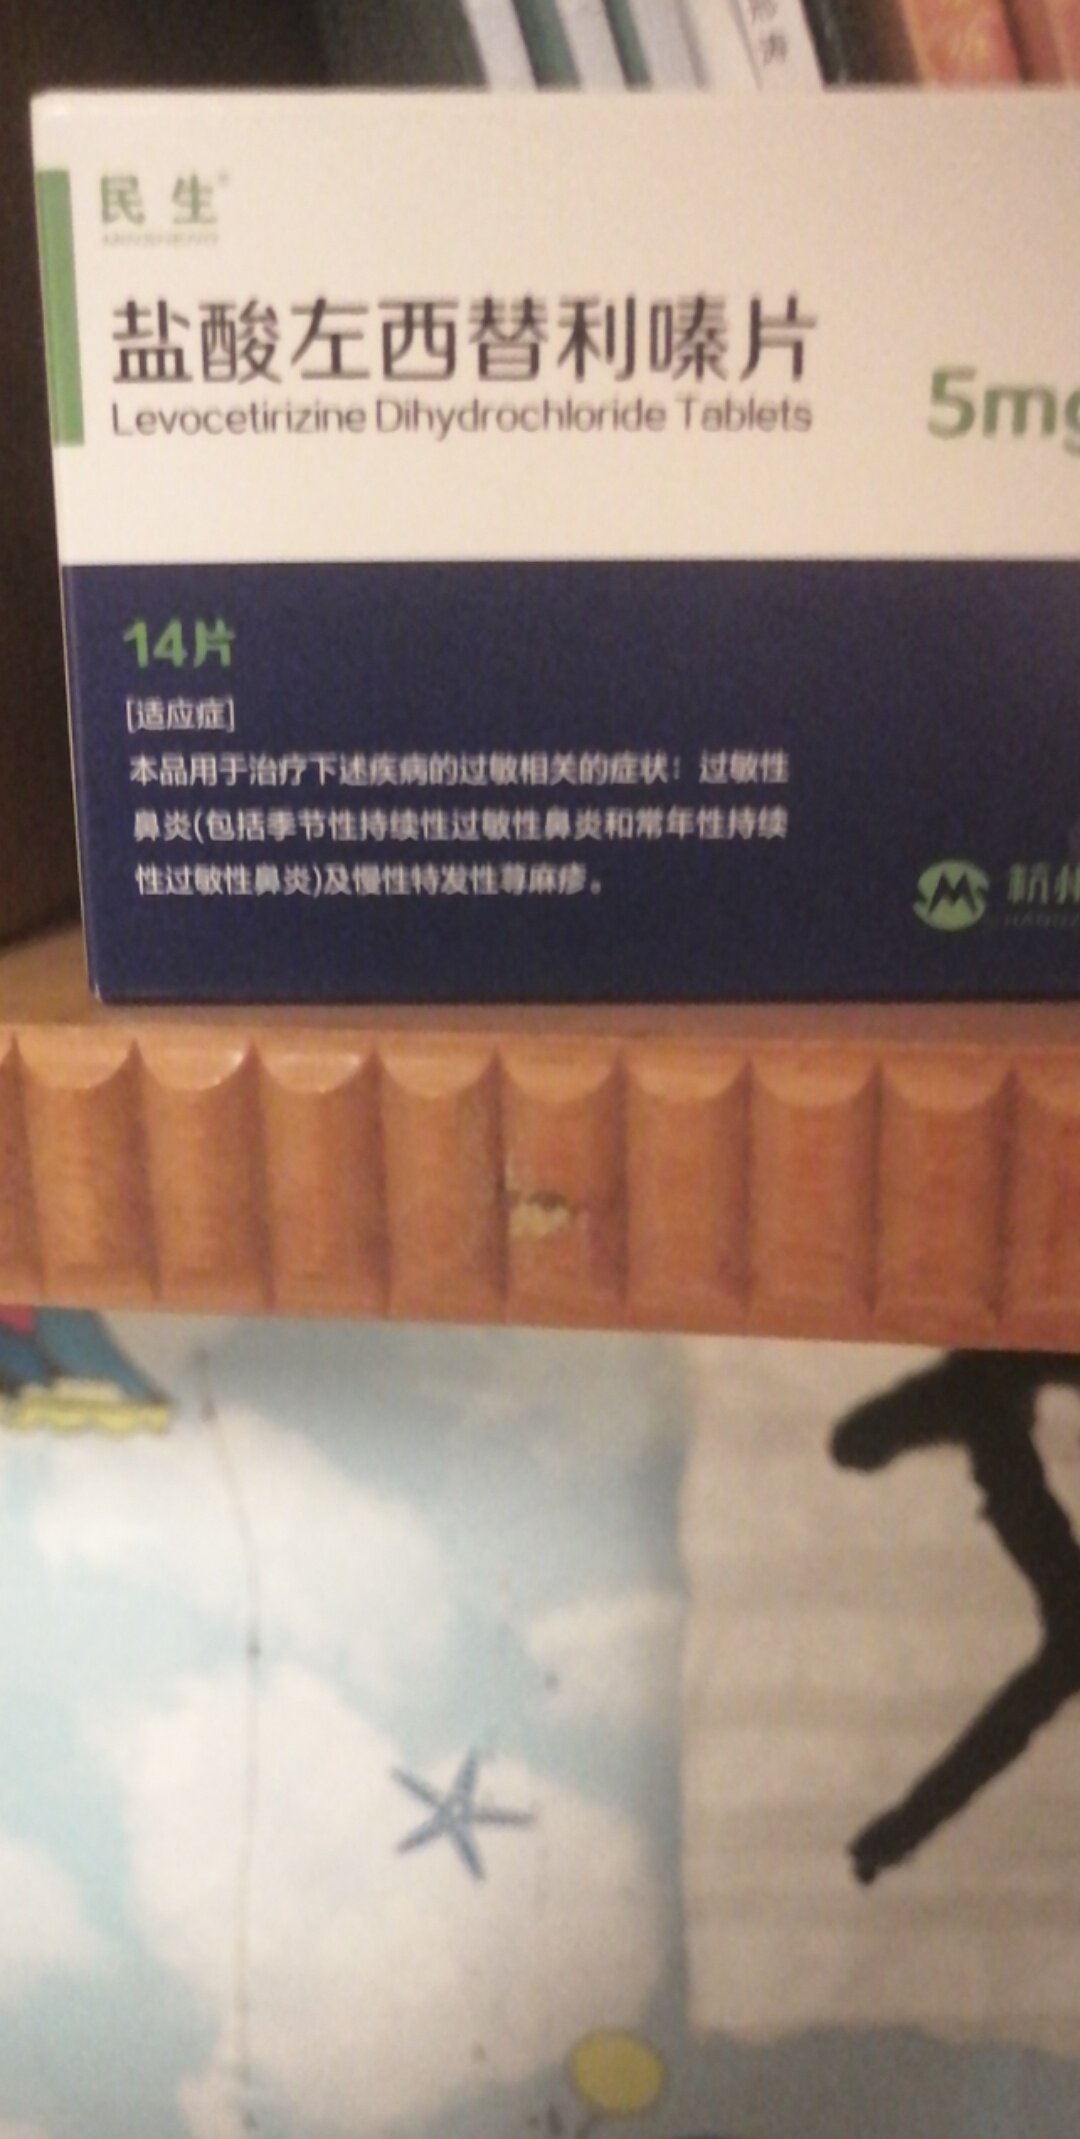 民生
MINSHENG
盐酸左西替利嗪片
Levocetirizine Dihydrochloride Tablets
5mg
14片
[适应症]
本品用于治疗下述疾病的过敏相关的症状：过敏性
鼻炎(包括季节性持续性过敏性鼻炎和常年性持续
性过敏性鼻炎)及慢性特发性荨麻疹。
杭州